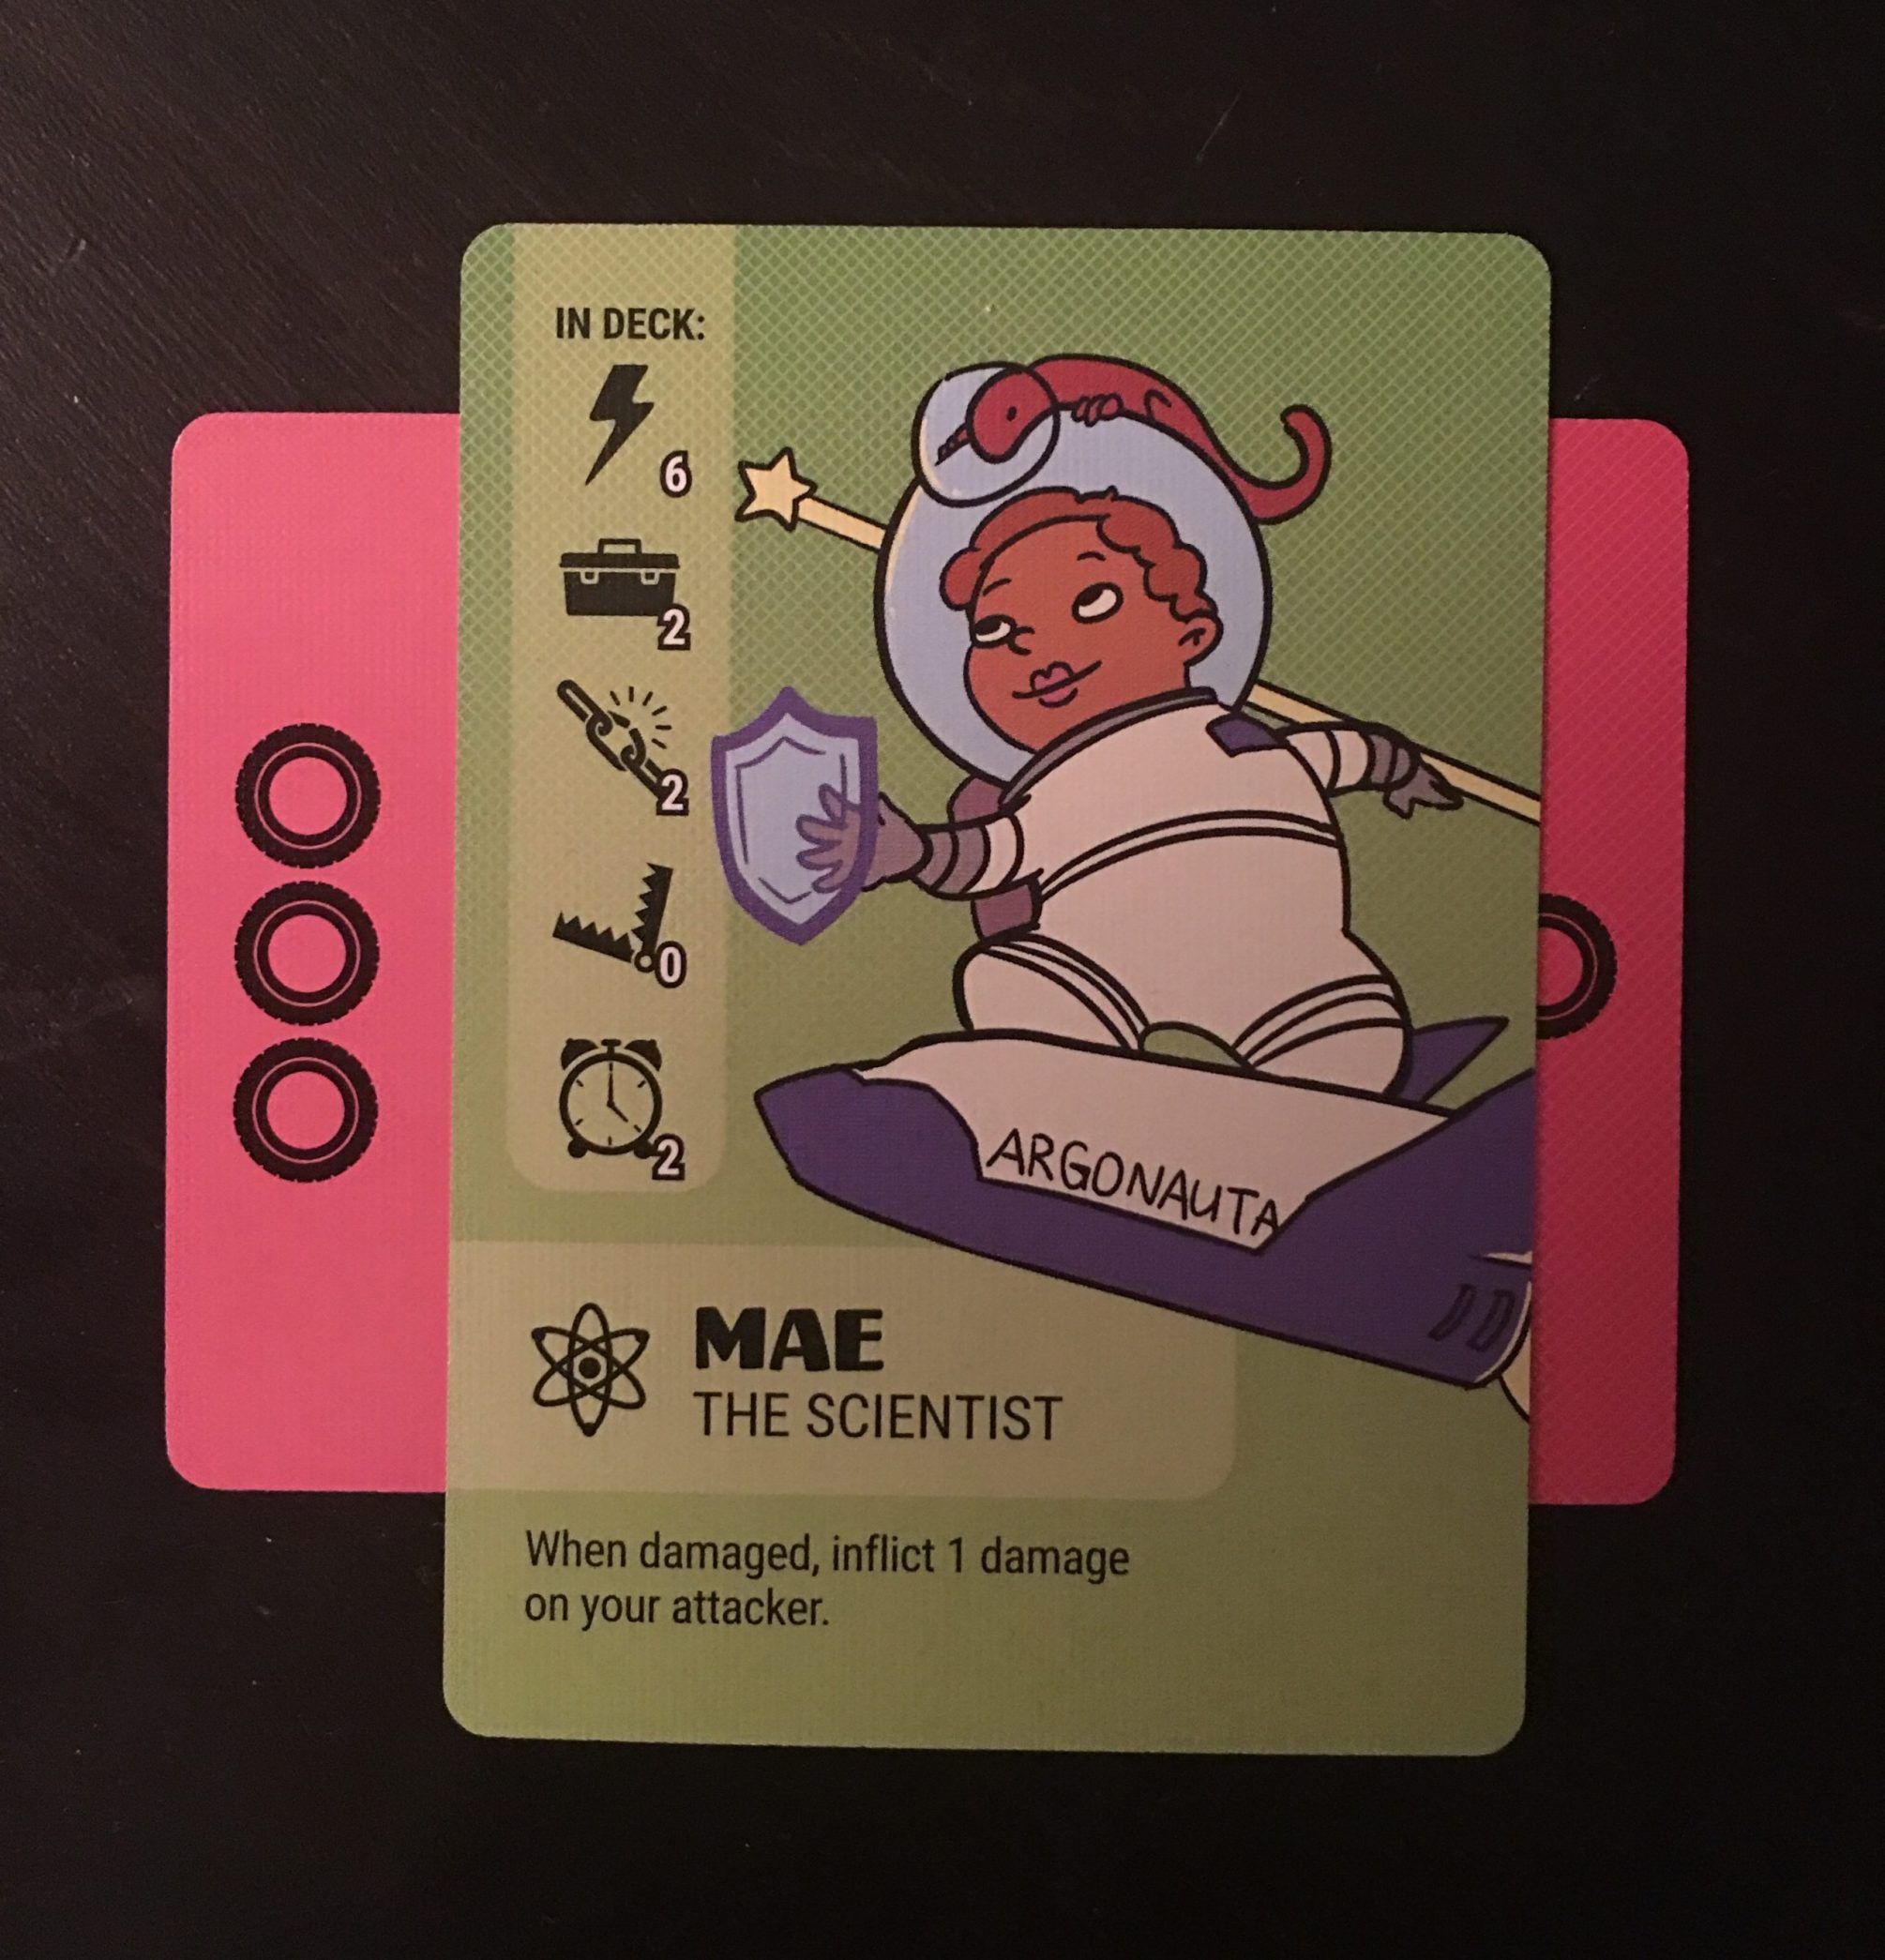 IN DECK:
6
2
2
0
2
ARGONAUTA
MAE
THE SCIENTIST
When damaged, inflict 1 damage
on your attacker.